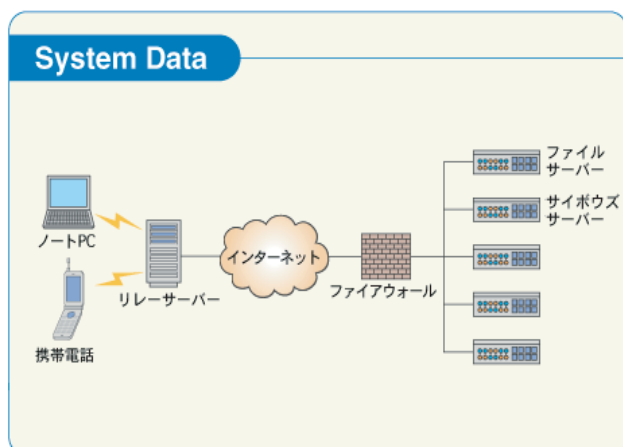 System Data
ファイル
サーバー
サイボウズ
サーバー
ノートPC
リレーサーバー
インターネット
ファイアウォール
携帯電話